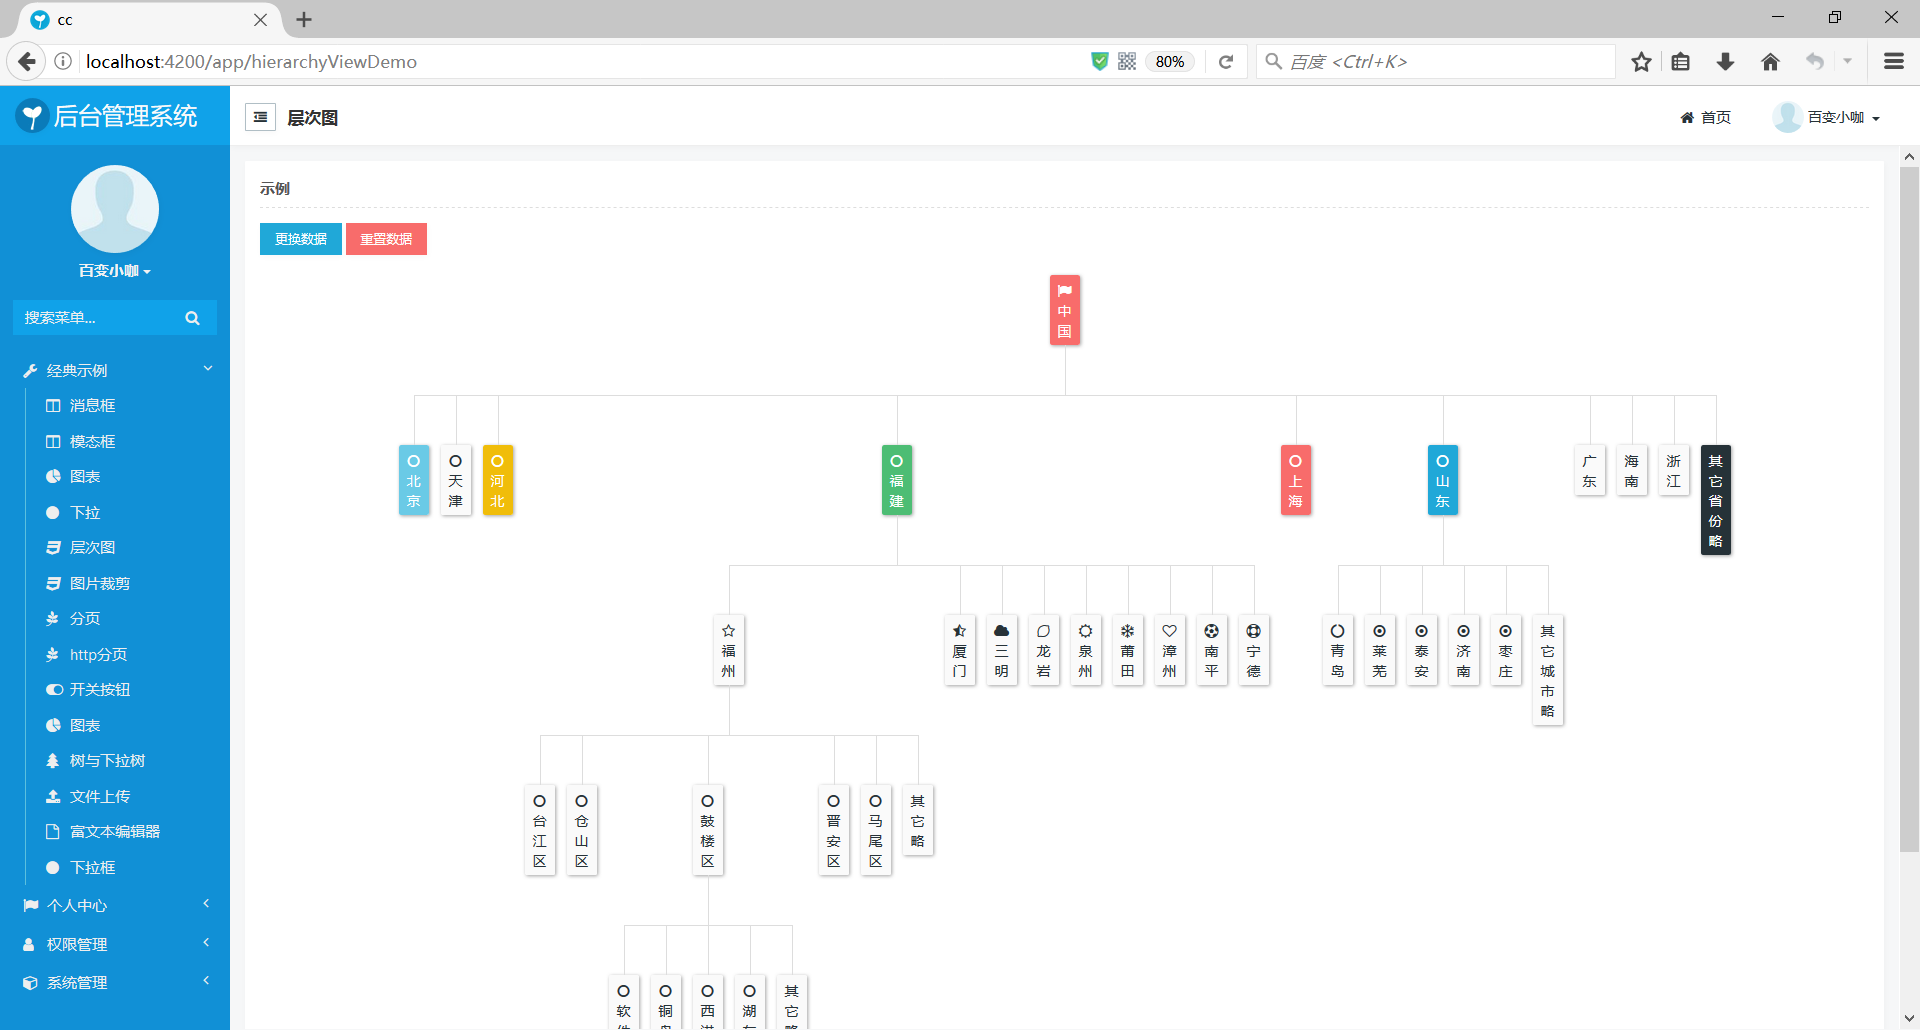 cc
localhost:4200/app/hierarchyViewDemo
80%
百度 <Ctrl+K>
后台管理系统
层次图
首页
百变小咖
百变小咖
搜索菜单...
经典示例
消息框
模态框
图表
下拉
层次图
图片裁剪
分页
http分页
开关按钮
图表
树与下拉树
文件上传
富文本编辑器
下拉框
个人中心
权限管理
系统管理
示例
更换数据
重置数据
中国
北京
天津
河北
福建
上海
山东
广东
海南
浙江
其它省份略
福州
厦门
三明
龙岩
泉州
莆田
漳州
南平
宁德
青岛
莱芜
泰安
济南
枣庄
其它城市略
台江区
仓山区
鼓楼区
晋安区
马尾区
其它略
软
铜
西
湖
其它